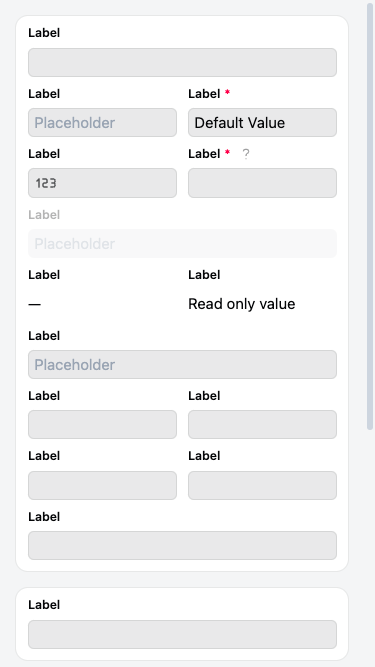 Label
Label Label *
Placeholder Default Value
Label Label * ?
123
Label
Placeholder
Label Label
— Read only value
Label
Placeholder
Label Label
Label Label
Label
Label